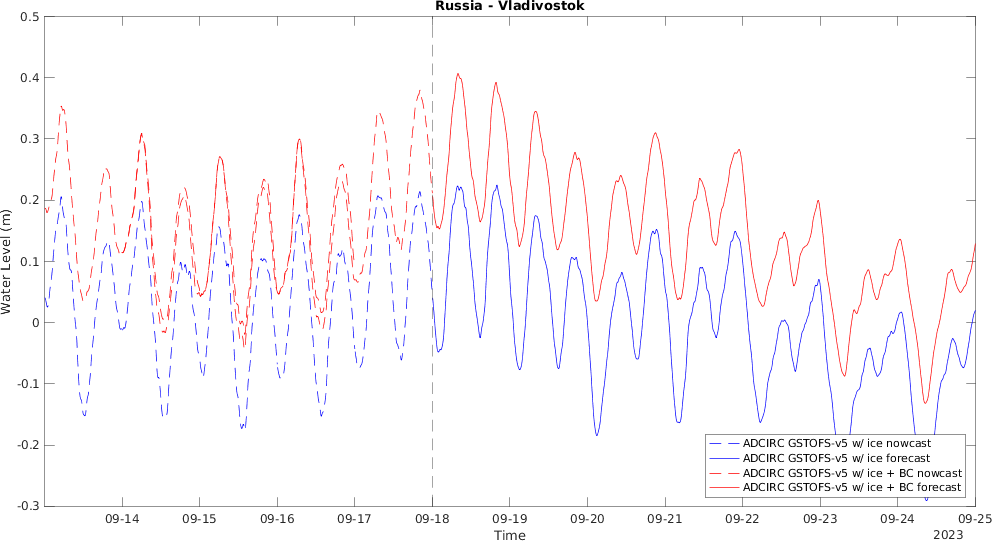 Russia - Vladivostok
Water Level (m)
0.5
0.4
0.3
0.2
0.1
0
-0.1
-0.2
-0.3
ADCIRC GSTOFS-v5 w/ ice nowcast
ADCIRC GSTOFS-v5 w/ ice forecast
ADCIRC GSTOFS-v5 w/ ice + BC nowcast
ADCIRC GSTOFS-v5 w/ ice + BC forecast
09-14 09-15 09-16 09-17 09-18 09-19 09-20 09-21 09-22 09-23 09-24 09-25
Time
2023